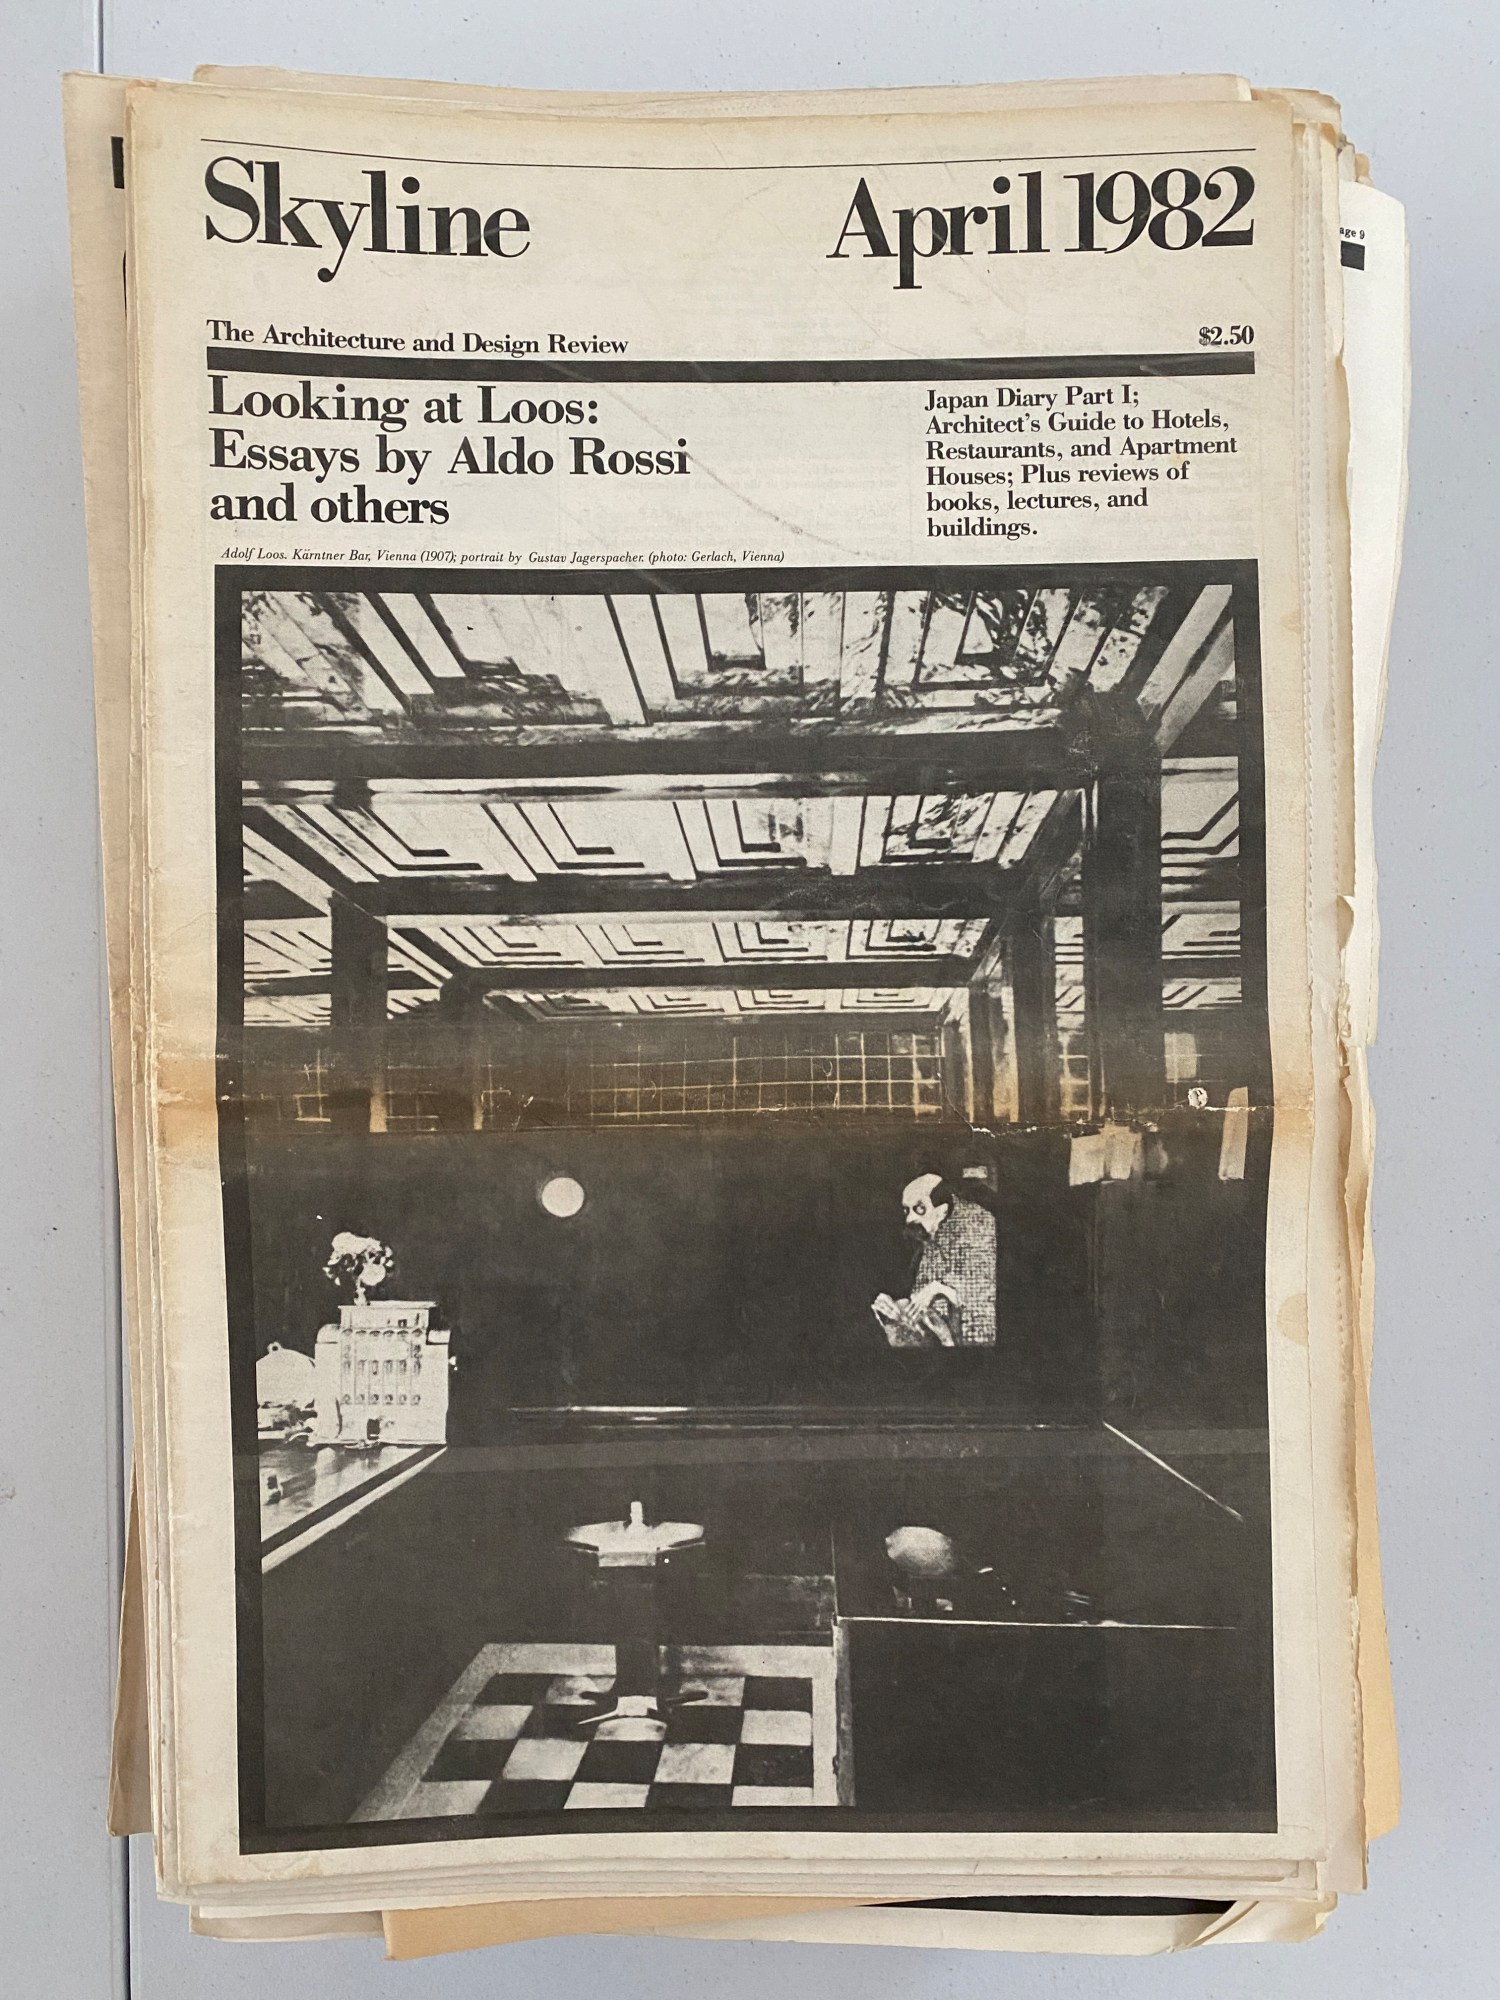 Skyline April 1982
The Architecture and Design Review $2.50
Looking at Loos:
Essays by Aldo Rossi
and others
Japan Diary Part I;
Architect's Guide to Hotels,
Restaurants, and Apartment
Houses; Plus reviews of
books, lectures, and
buildings.
Adolf Loos. Kärntner Bar, Vienna (1907); portrait by Gustav Jagerspacher. (photo: Gerlach, Vienna)
age 9